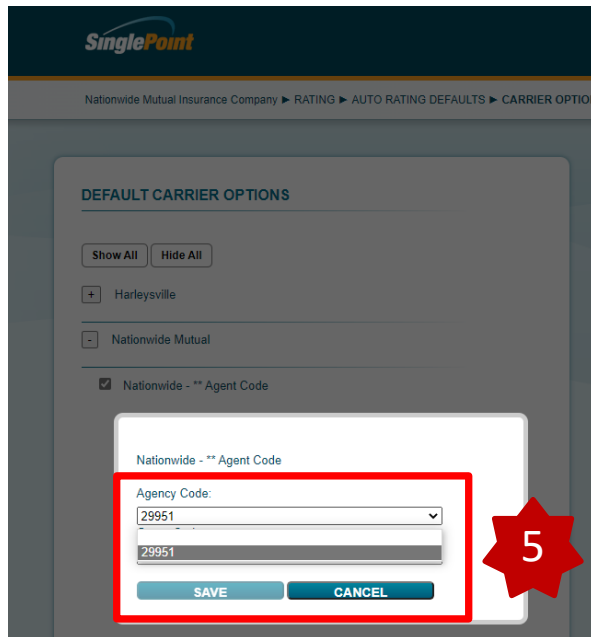 SinglePoint
Nationwide Mutual Insurance Company ► RATING ► AUTO RATING DEFAULTS ► CARRIER OPTIO
DEFAULT CARRIER OPTIONS
Show All Hide All
+ Harleysville
- Nationwide Mutual
Nationwide - ** Agent Code
Nationwide - ** Agent Code
Agency Code:
29951
29951
5
SAVE CANCEL